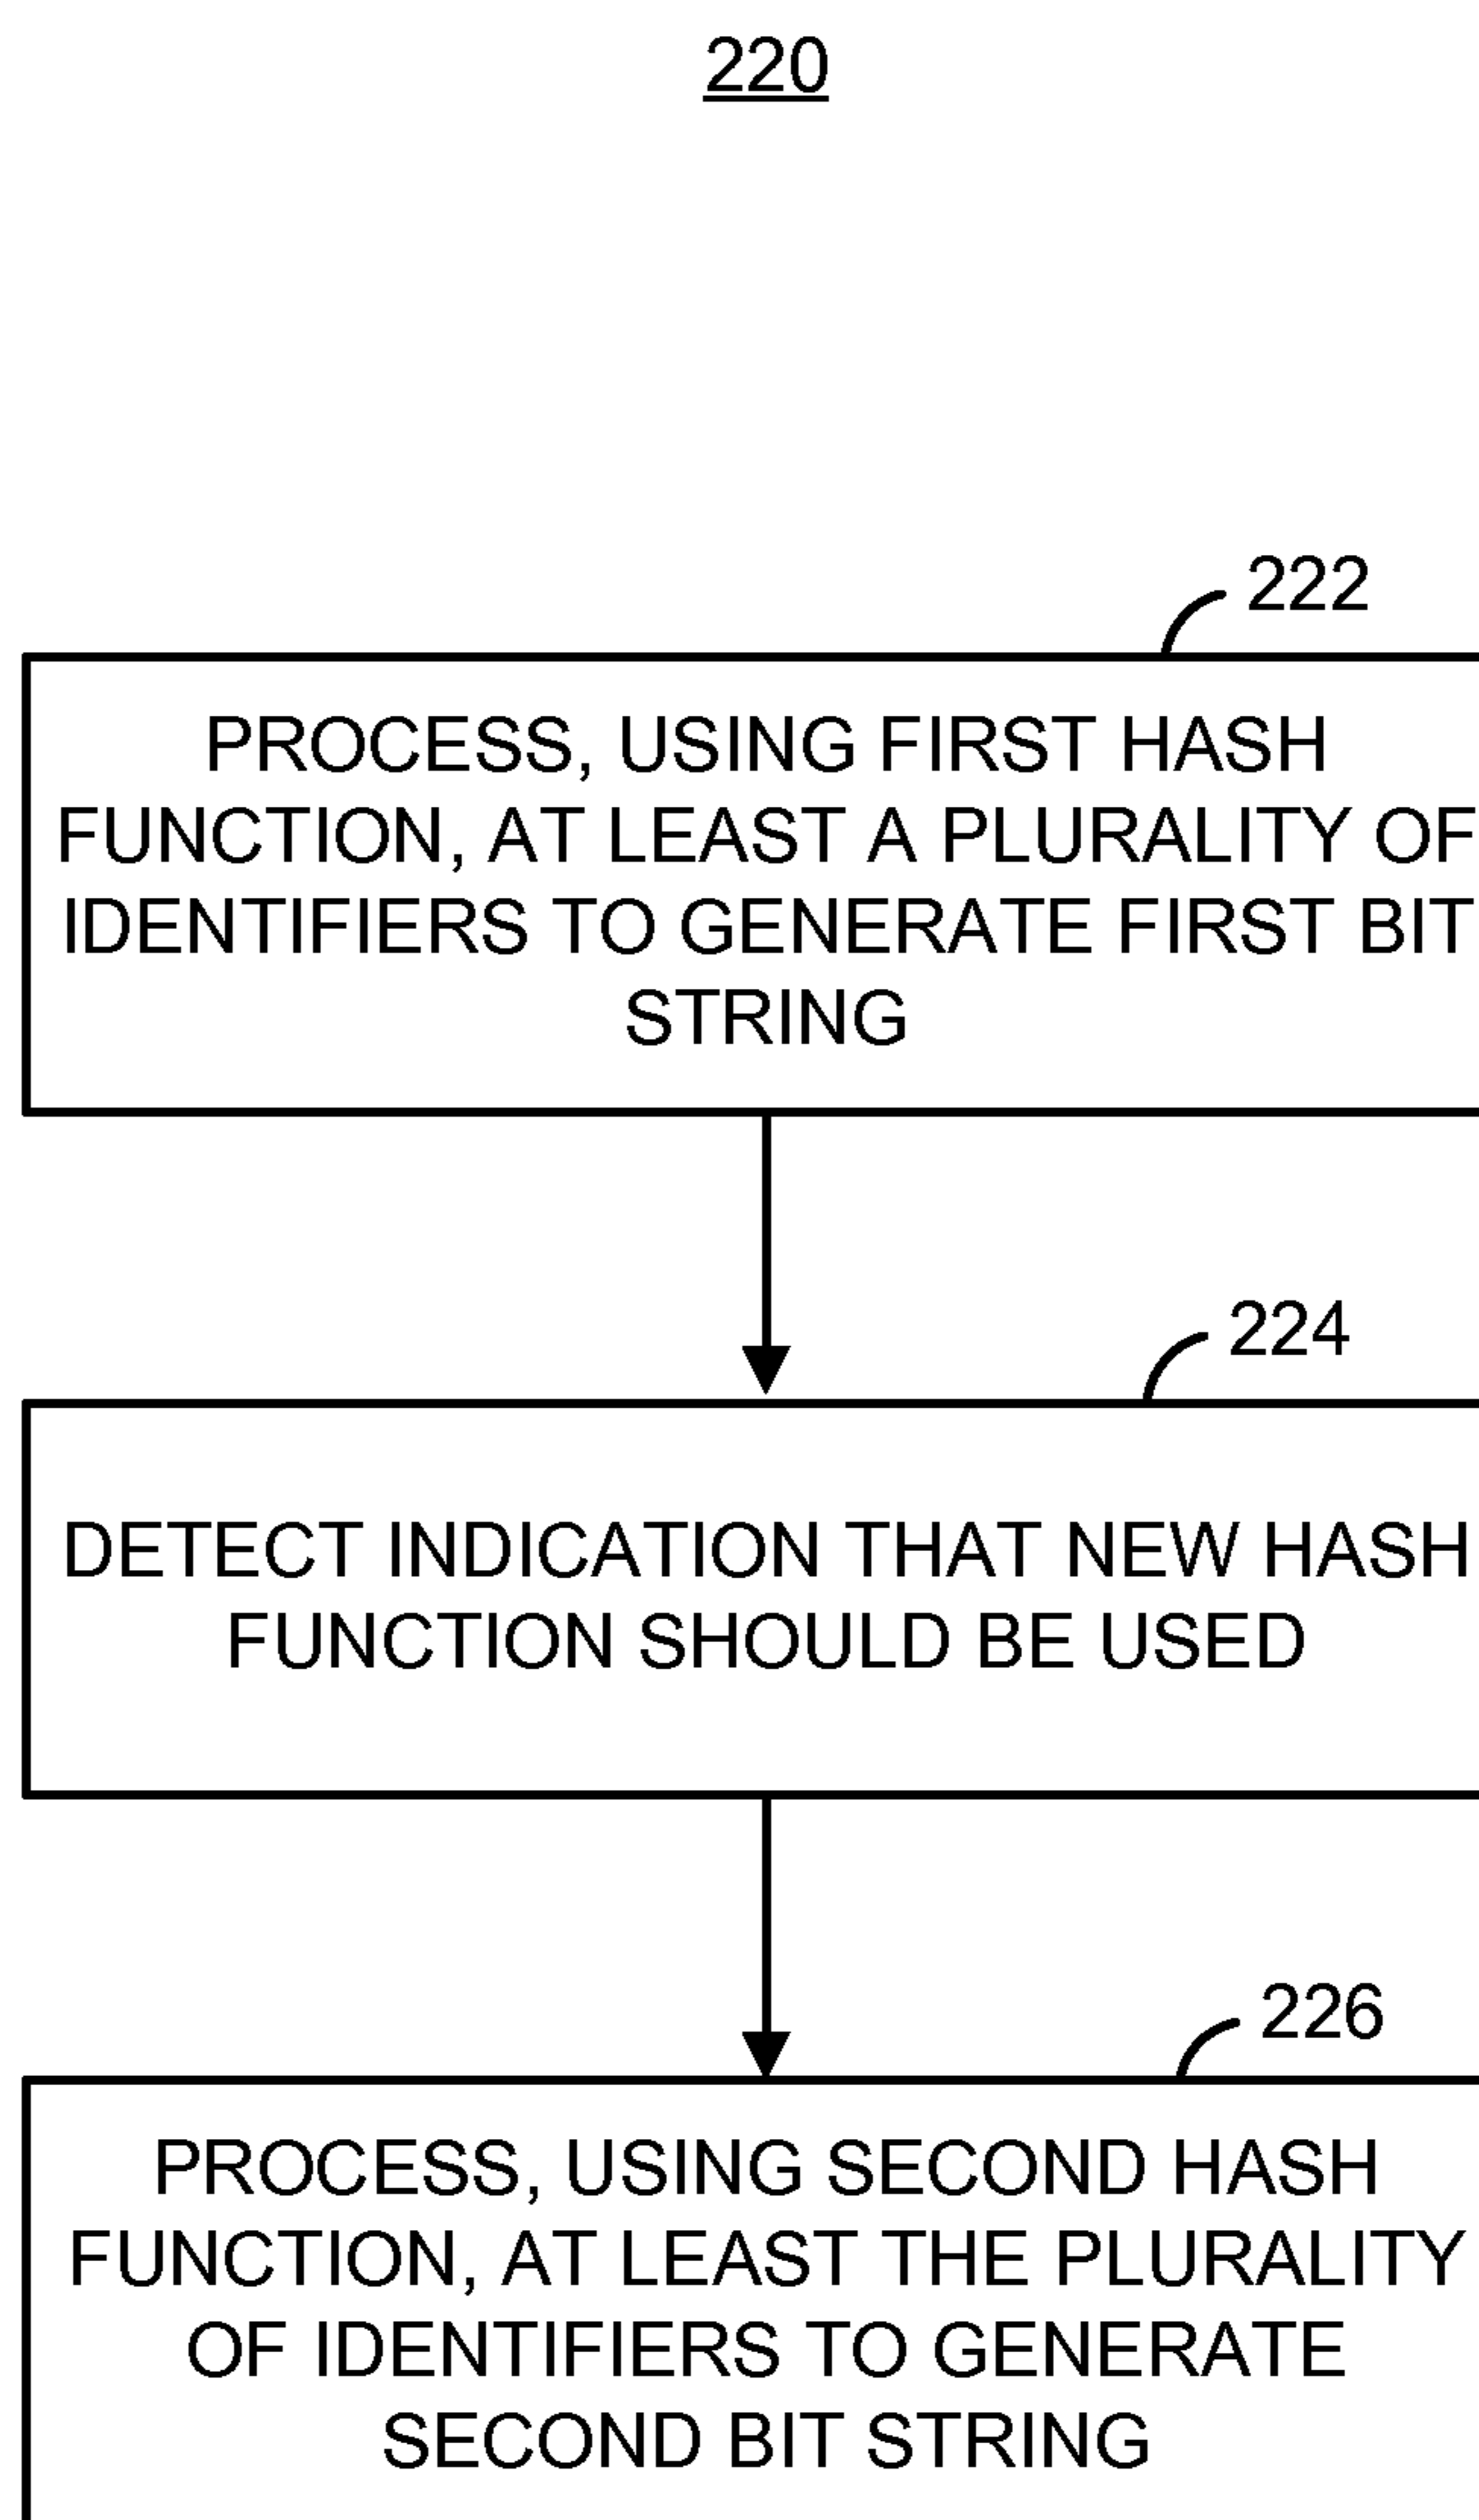 220
222
PROCESS, USING FIRST HASH
FUNCTION, AT LEAST A PLURALITY OF
IDENTIFIERS TO GENERATE FIRST BIT
STRING
224
DETECT INDICATION THAT NEW HASH
FUNCTION SHOULD BE USED
226
PROCESS, USING SECOND HASH
FUNCTION, AT LEAST THE PLURALITY
OF IDENTIFIERS TO GENERATE
SECOND BIT STRING